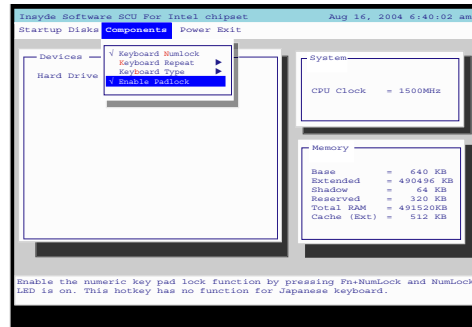 Insyde Software SCU For Intel chipset Aug 16, 2004 6:40:02 am
Startup Disks Components Power Exit
Devices
Hard Drive
√ Keyboard Numlock
Keyboard Repeat ▶
Keyboard Type ▶
√ Enable Padlock
System
CPU Clock = 1500MHz
Memory
Base = 640 KB
Extended = 490496 KB
Shadow = 64 KB
Reserved = 320 KB
Total RAM = 491520KB
Cache (Ext) = 512 KB
Enable the numeric key pad lock function by pressing Fn+NumLock and NumLock
LED is on. This hotkey has no function for Japanese keyboard.